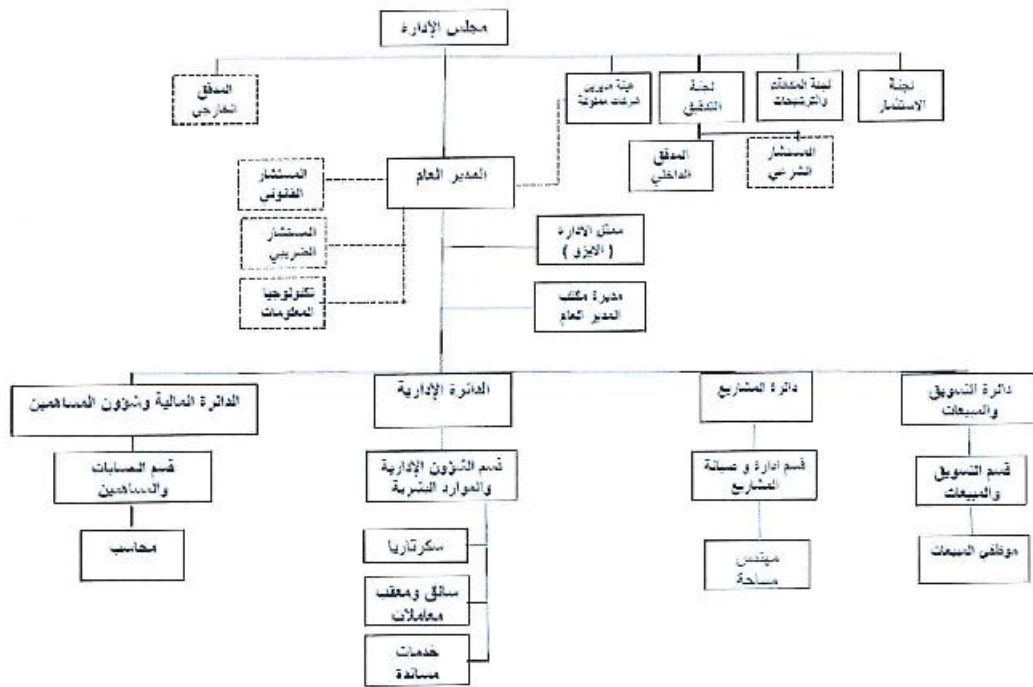 مجلس الإدارة
لجنة
الاستثمار
لجنة المكافآت
والترشيحات
لجنة
التدقيق
هيئة مديرين
شركات مملوكة
المدقق
الخارجي
المستشار
الشرعي
المدقق
الداخلي
المدير العام
المستشار
القانوني
المستشار
الضريبي
تكنولوجيا
المعلومات
ممثل الادارة
( الايزو )
مديرة مكتب
المدير العام
دائرة التسويق
والمبيعات
دائرة المشاريع
الدائرة الإدارية
الدائرة المالية وشؤون المساهمين
قسم التسويق
والمبيعات
قسم ادارة و صيانة
المشاريع
قسم الشؤون الإدارية
والموارد البشرية
قسم الحسابات
والمساهمين
موظفي المبيعات
مهندس
مساحة
سكرتاريا
محاسب
سائق ومعقب
معاملات
خدمات
مساندة